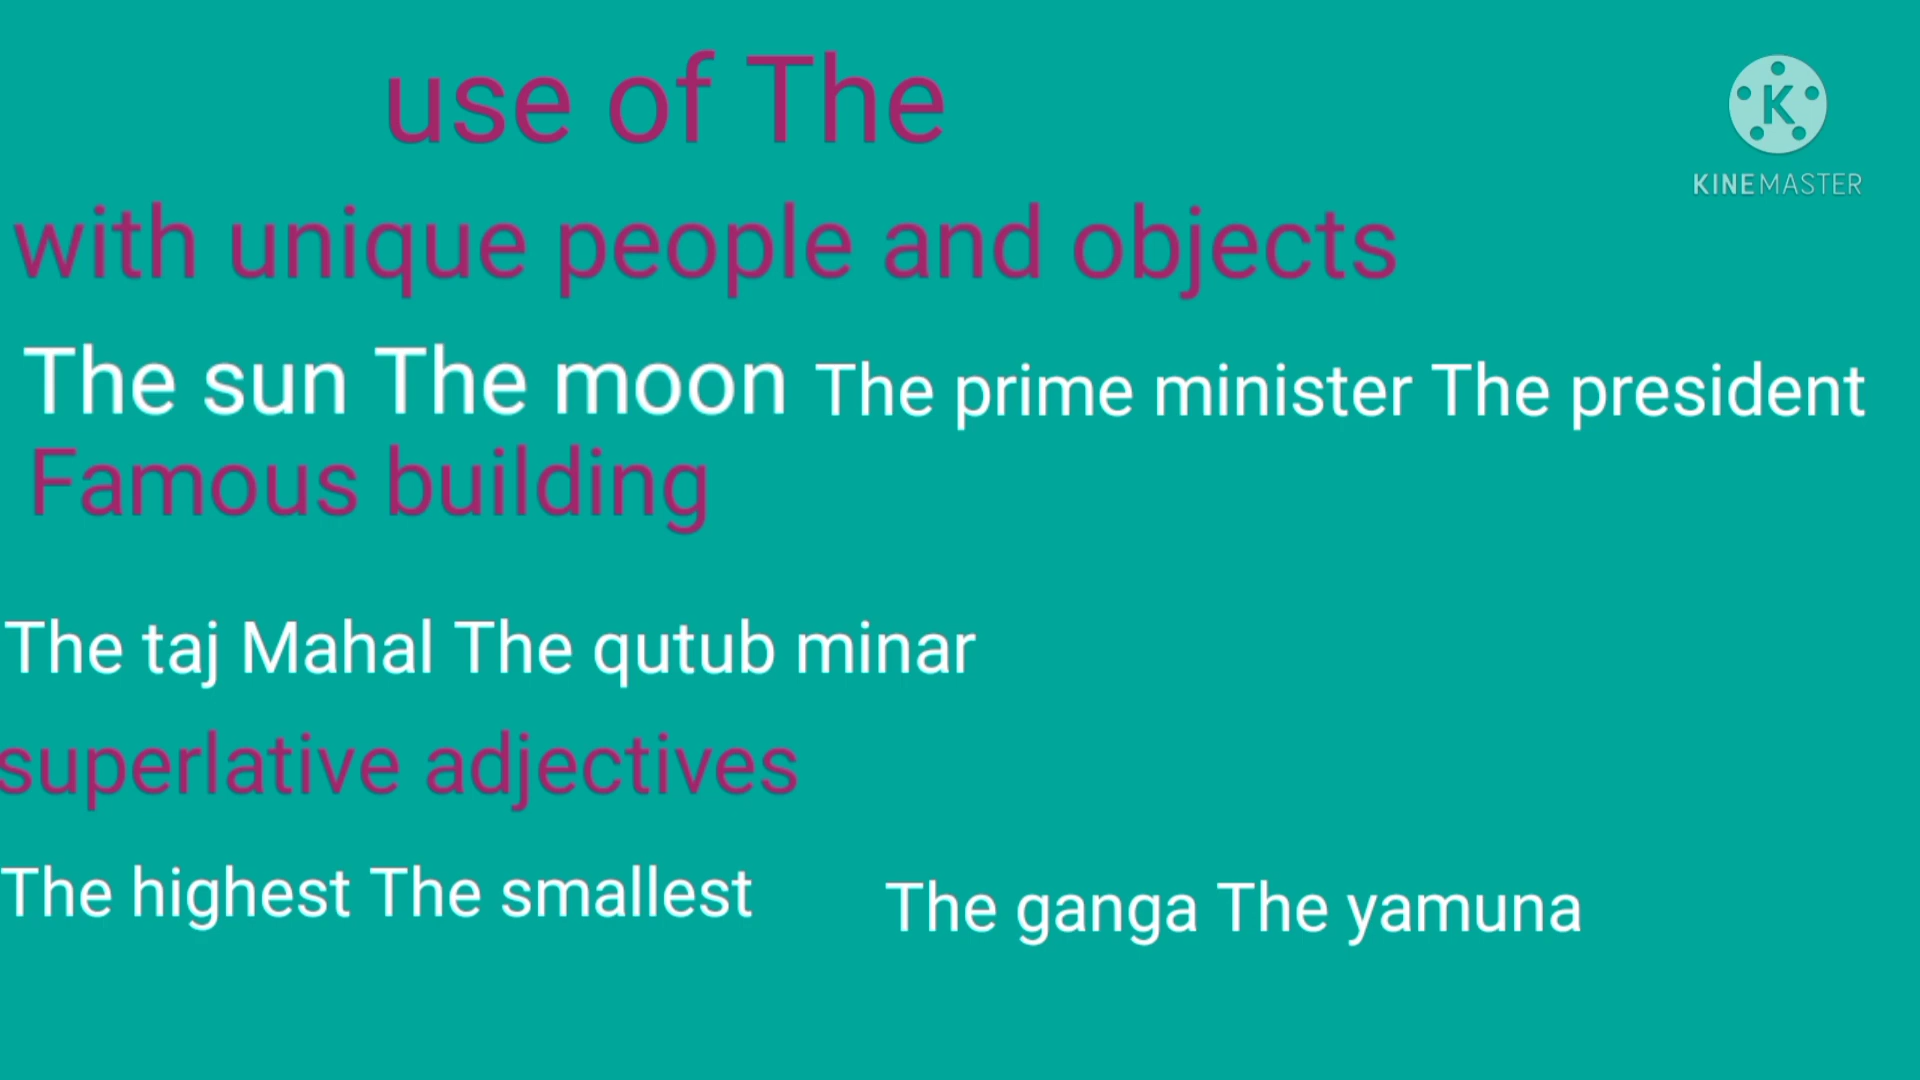 use of The
K
KINEMASTER
with unique people and objects
The sun The moon The prime minister The president
Famous building
The taj Mahal The qutub minar
superlative adjectives
The highest The smallest
The ganga The yamuna